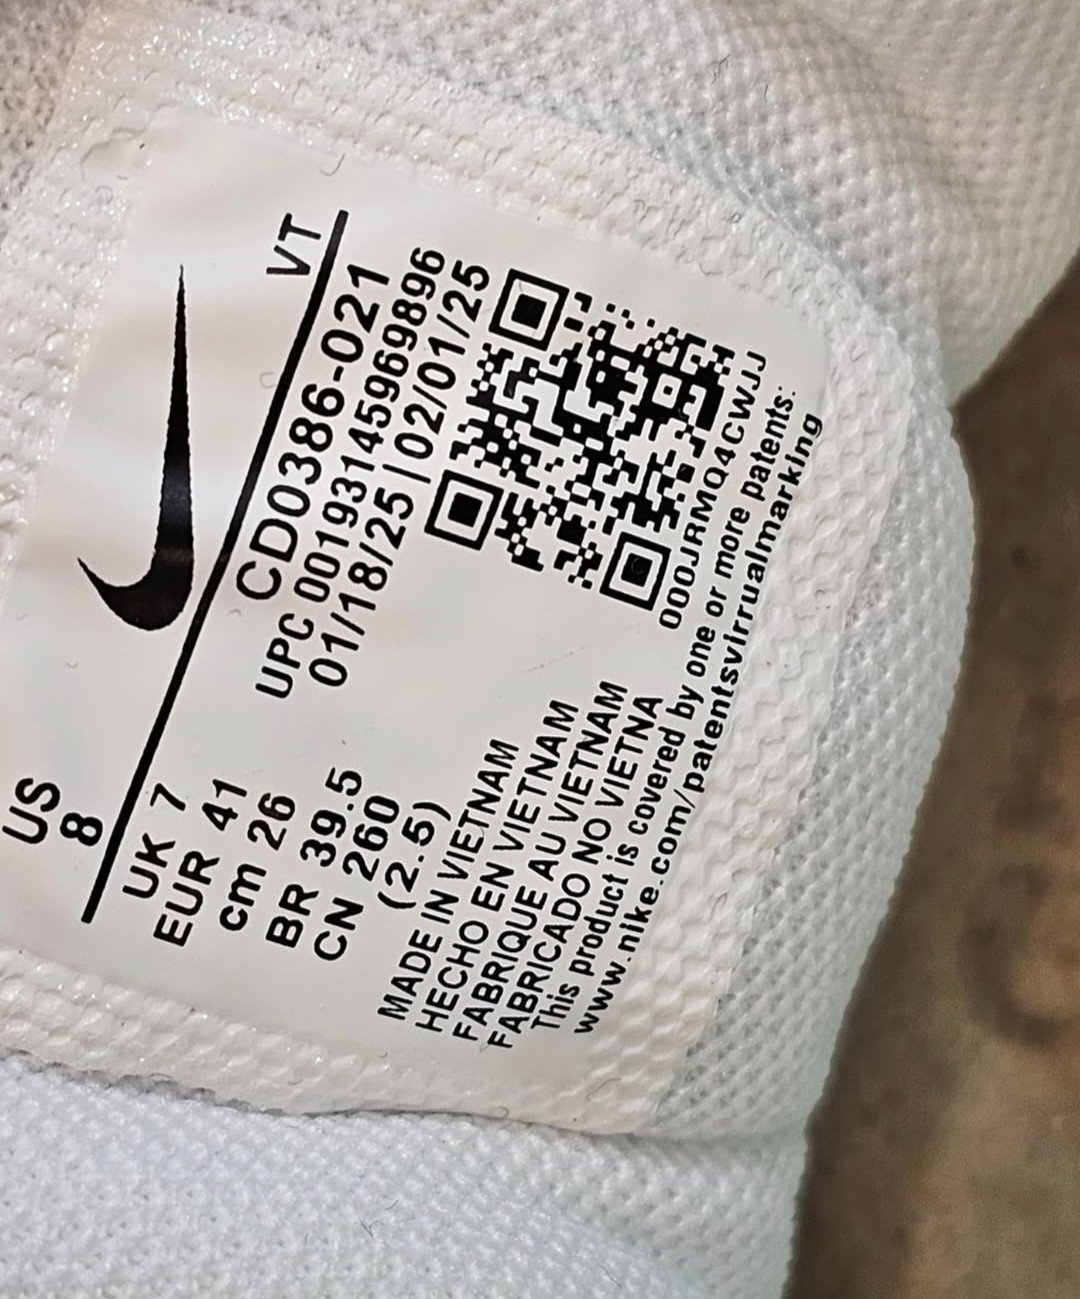 US
8
VT
UK 7
EUR 41
cm 26
BR 39.5
CN 260
(2.5)
CD0386-021
UPC 00193145969896
01/18/25 | 02/01/25
MADE IN VIETNAM
HECHO EN VIETNAM
FABRIQUE AU VIETNAM
FABRICADO NO VIETNA
000JRMQ4CWJJ
This product is covered by one or more patents:
www.nike.com/patentsvirrualmarking